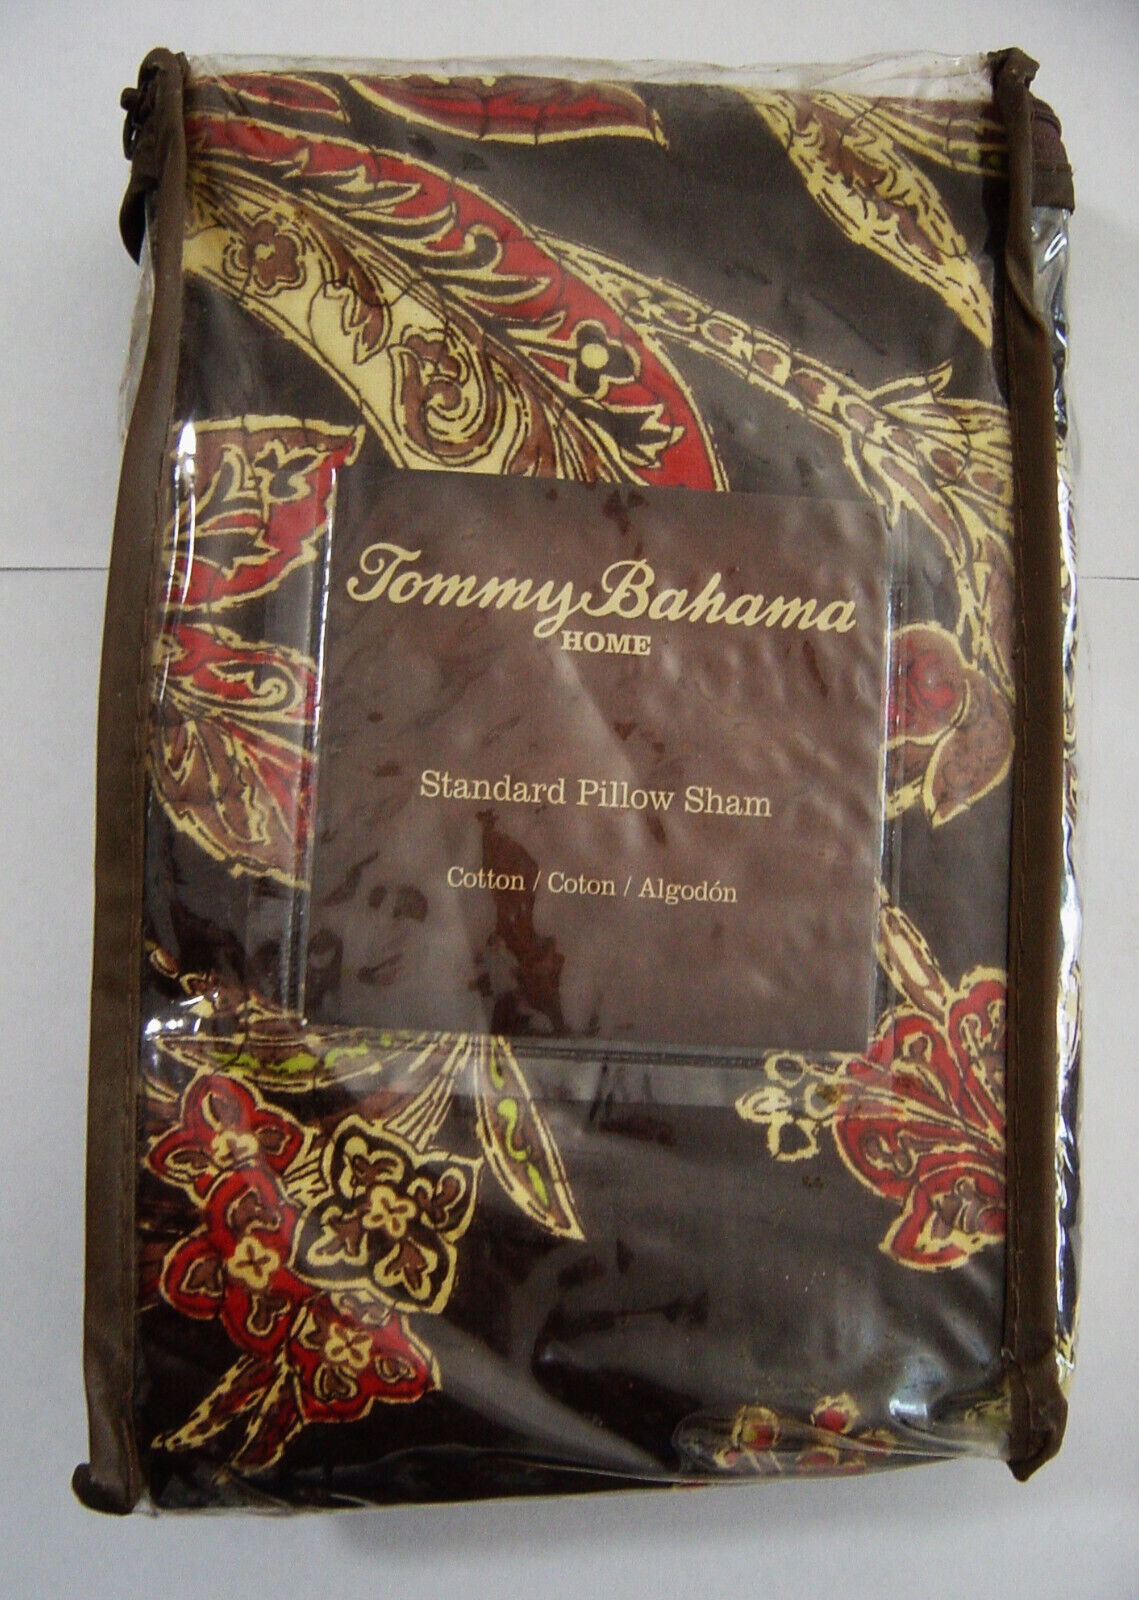 Tommy Bahama
HOME
Standard Pillow Sham
Cotton / Coton / Algodón